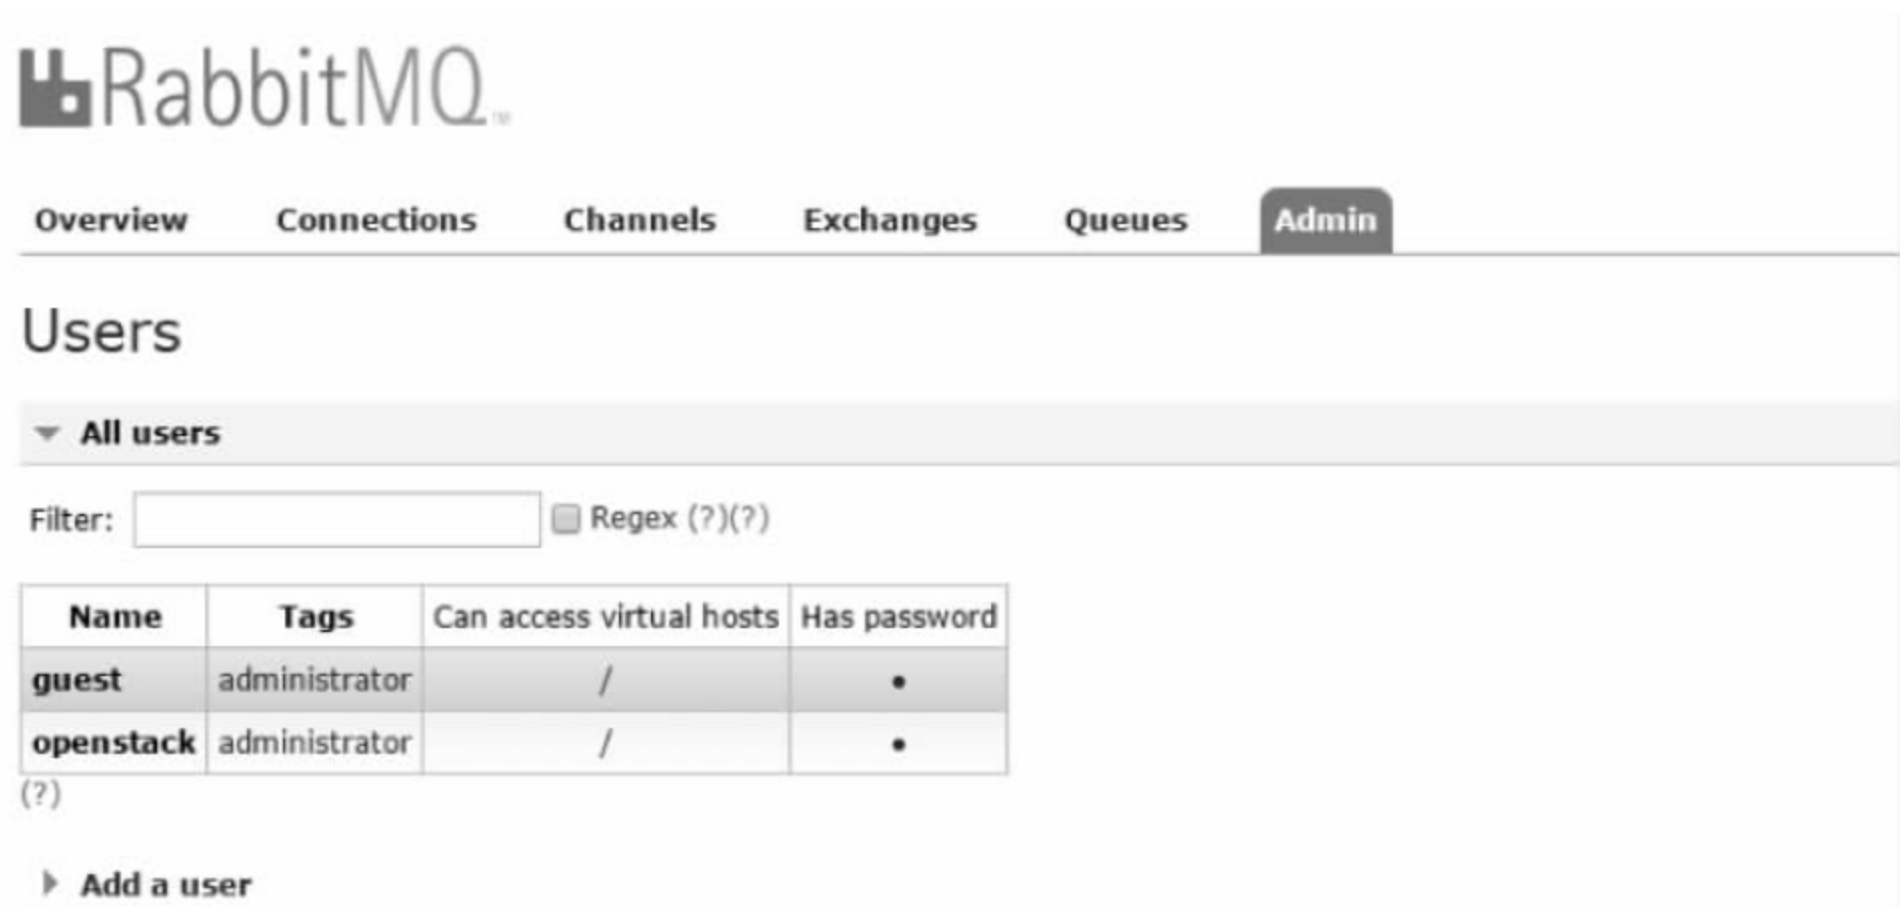 RabbitMQ™
Overview Connections Channels Exchanges Queues Admin
Users
All users
Filter: Regex (?)(?)
Name Tags Can access virtual hosts Has password
guest administrator / •
openstack administrator / •
(?)
Add a user